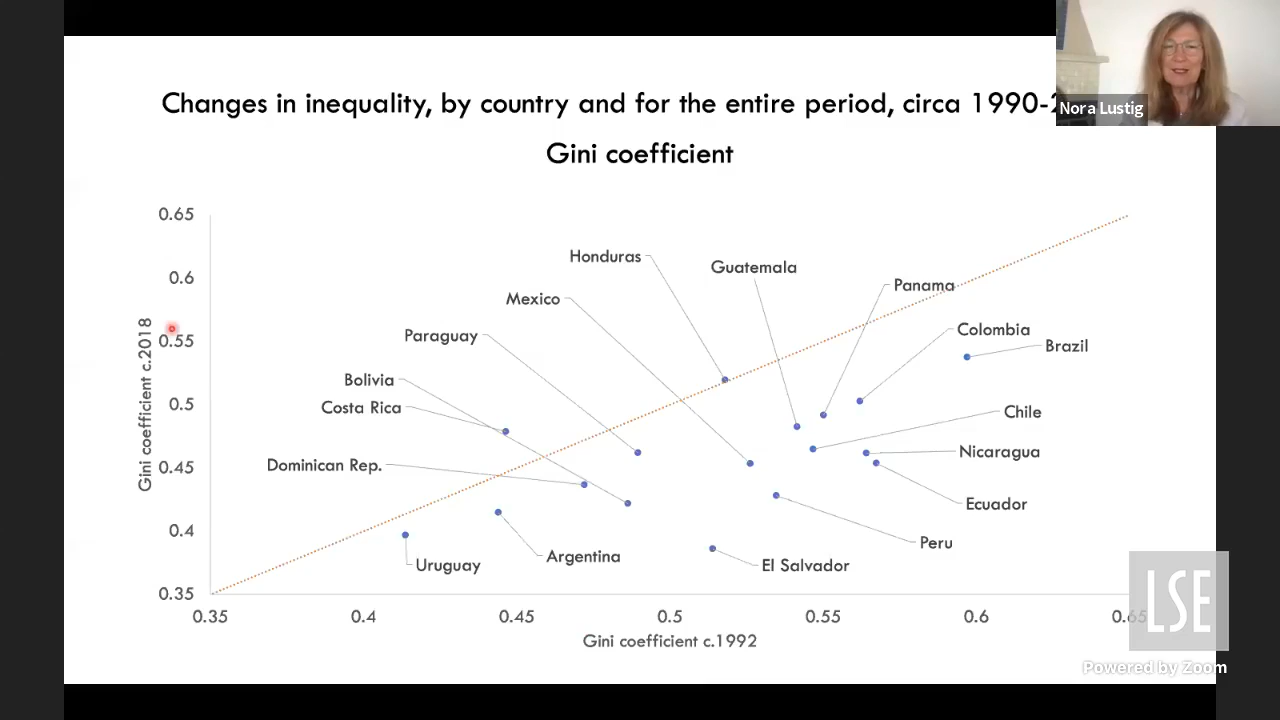 Changes in inequality, by country and for the entire period, circa 1990-
Nora Lustig
Gini coefficient
0.65
0.6
0.55
0.5
0.45
0.4
0.35
Gini coefficient c.2018
Honduras
Guatemala
Panama
Mexico
Colombia
Paraguay
Brazil
Bolivia
Costa Rica
Chile
Nicaragua
Dominican Rep.
Ecuador
Peru
Argentina
El Salvador
Uruguay
0.35
0.4
0.45
0.5
0.55
0.6
0.65
Gini coefficient c.1992
LSE
Powered by Zoom